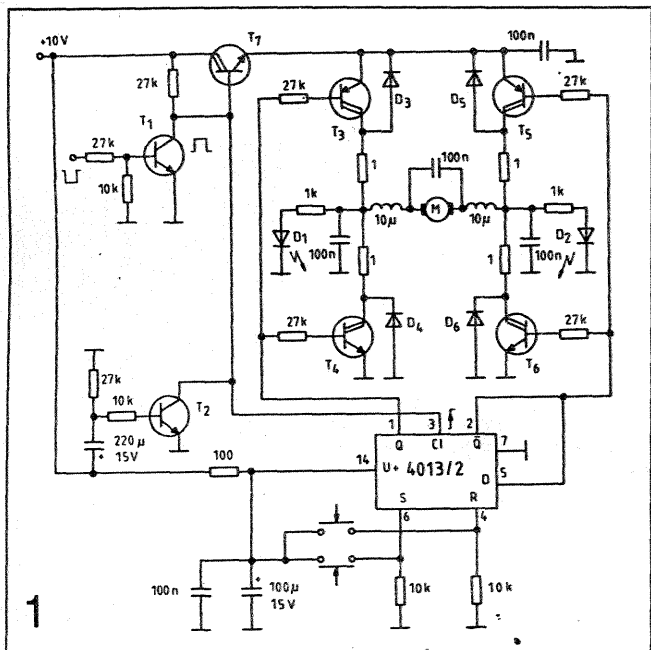 +10V
T7
100n
27k
27k
D3
D5
27k
T3
T5
T1
27k
1
100n
1
10k
1k
1k
10µ
M
10µ
D1
100n
D2
100n
1
1
27k
D4
D6
27k
T4
T6
27k
10k
T2
220µ
15V
1
3
2
Q
Cl
Q̄
7
100
14
U+
4013/2
D
5
S
R
6
4
100n
100µ
15V
10k
10k
1